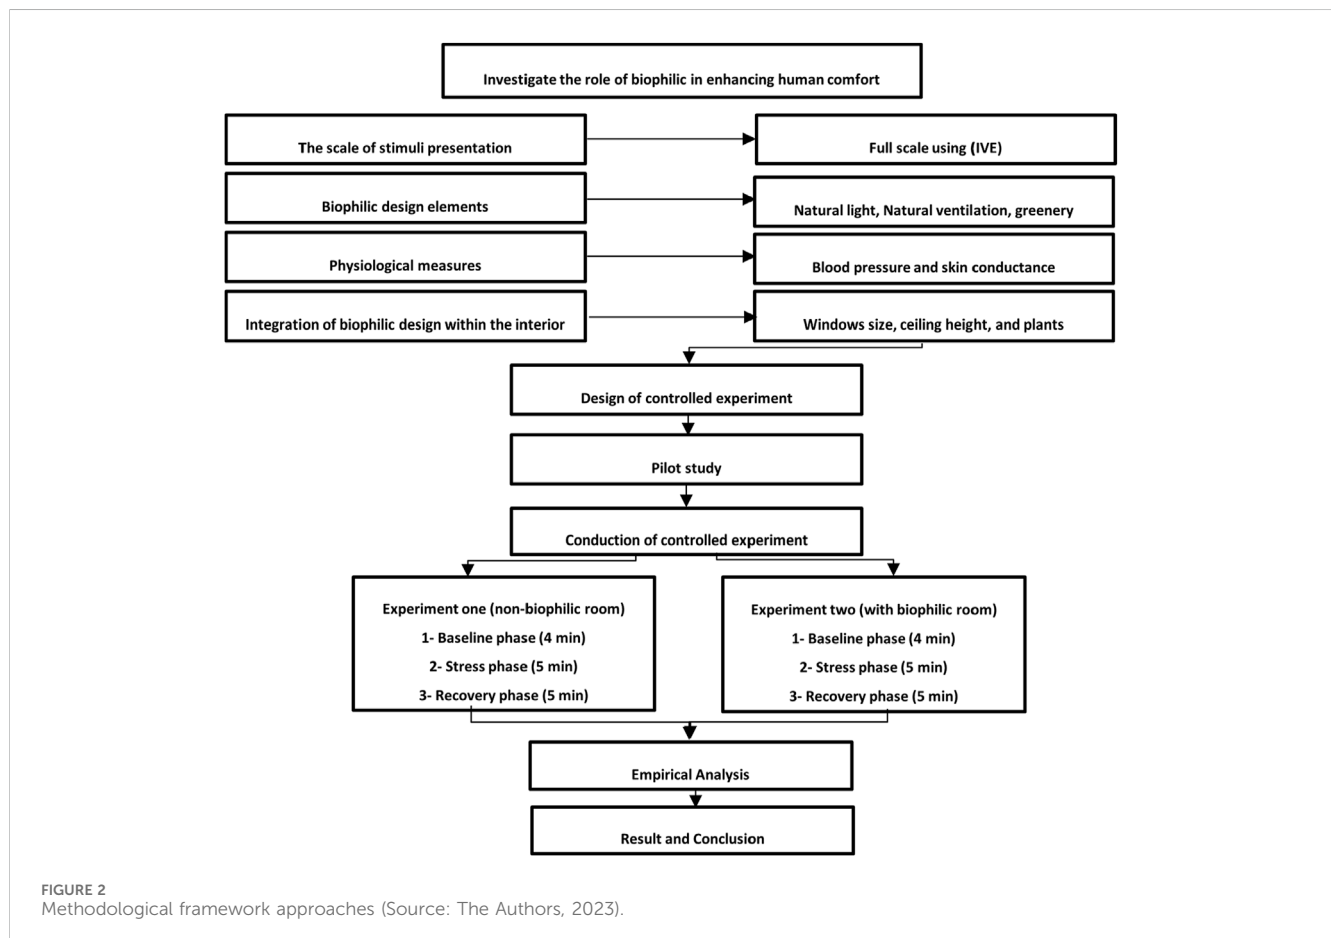 Investigate the role of biophilic in enhancing human comfort
The scale of stimuli presentation
Full scale using (IVE)
Biophilic design elements
Natural light, Natural ventilation, greenery
Physiological measures
Blood pressure and skin conductance
Integration of biophilic design within the interior
Windows size, ceiling height, and plants
Design of controlled experiment
Pilot study
Conduction of controlled experiment
Experiment one (non-biophilic room)
1- Baseline phase (4 min)
2- Stress phase (5 min)
3- Recovery phase (5 min)
Experiment two (with biophilic room)
1- Baseline phase (4 min)
2- Stress phase (5 min)
3- Recovery phase (5 min)
Empirical Analysis
Result and Conclusion
FIGURE 2
Methodological framework approaches (Source: The Authors, 2023).